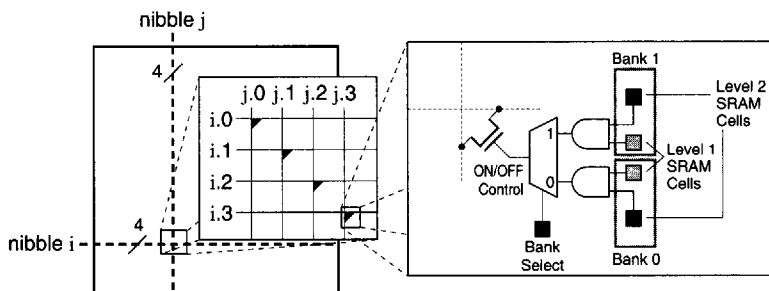 nibble j
4
j.0 j.1 j.2 j.3
i.0
i.1
i.2
i.3
4
nibble i
Bank 1
Level 2
SRAM
Cells
1
Level 1
SRAM
Cells
ON/OFF
Control
0
Bank
Select
Bank 0